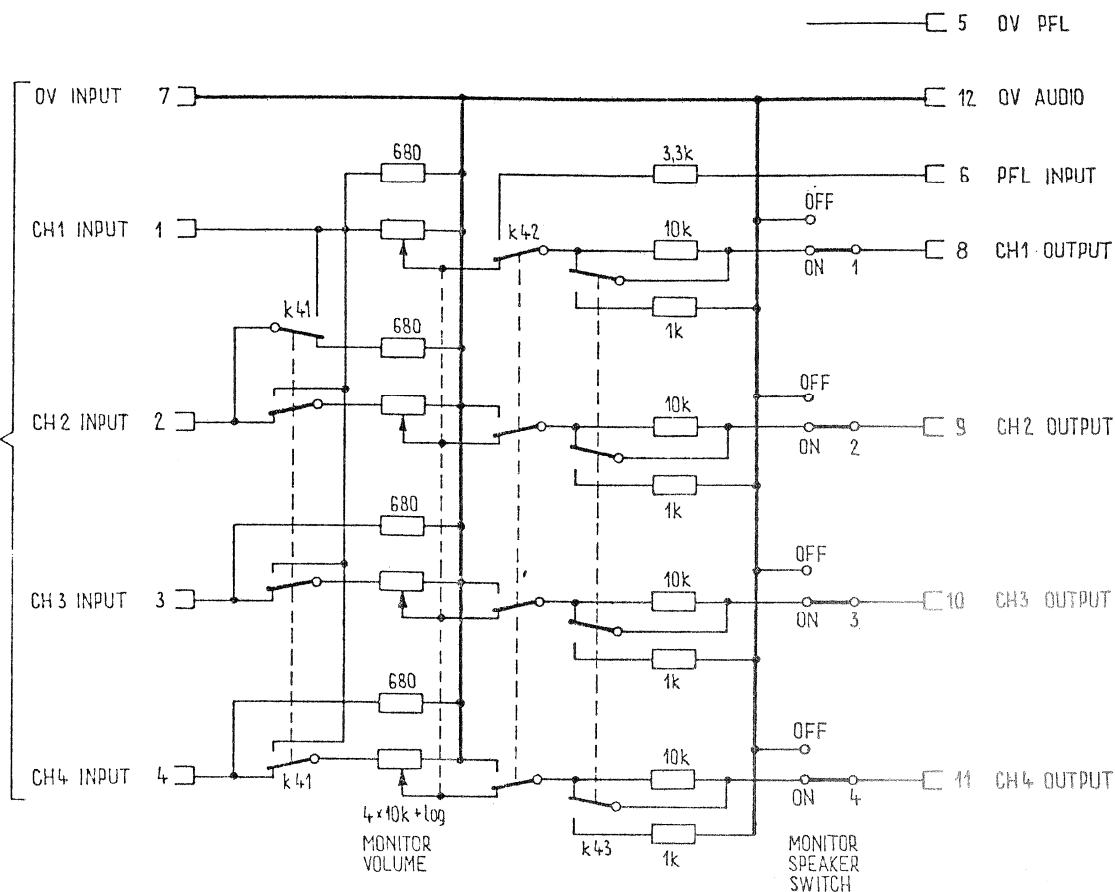 5 0V PFL
0V INPUT 7
12 0V AUDIO
680
3,3k
6 PFL INPUT
OFF
CH1 INPUT 1
k42
10k
ON 1
8 CH1 OUTPUT
k41
680
1k
OFF
CH2 INPUT 2
10k
ON 2
9 CH2 OUTPUT
680
1k
OFF
CH3 INPUT 3
10k
ON 3
10 CH3 OUTPUT
680
1k
OFF
CH4 INPUT 4
k41
10k
ON 4
11 CH4 OUTPUT
4×10k+log
k43
1k
MONITOR
VOLUME
MONITOR
SPEAKER
SWITCH